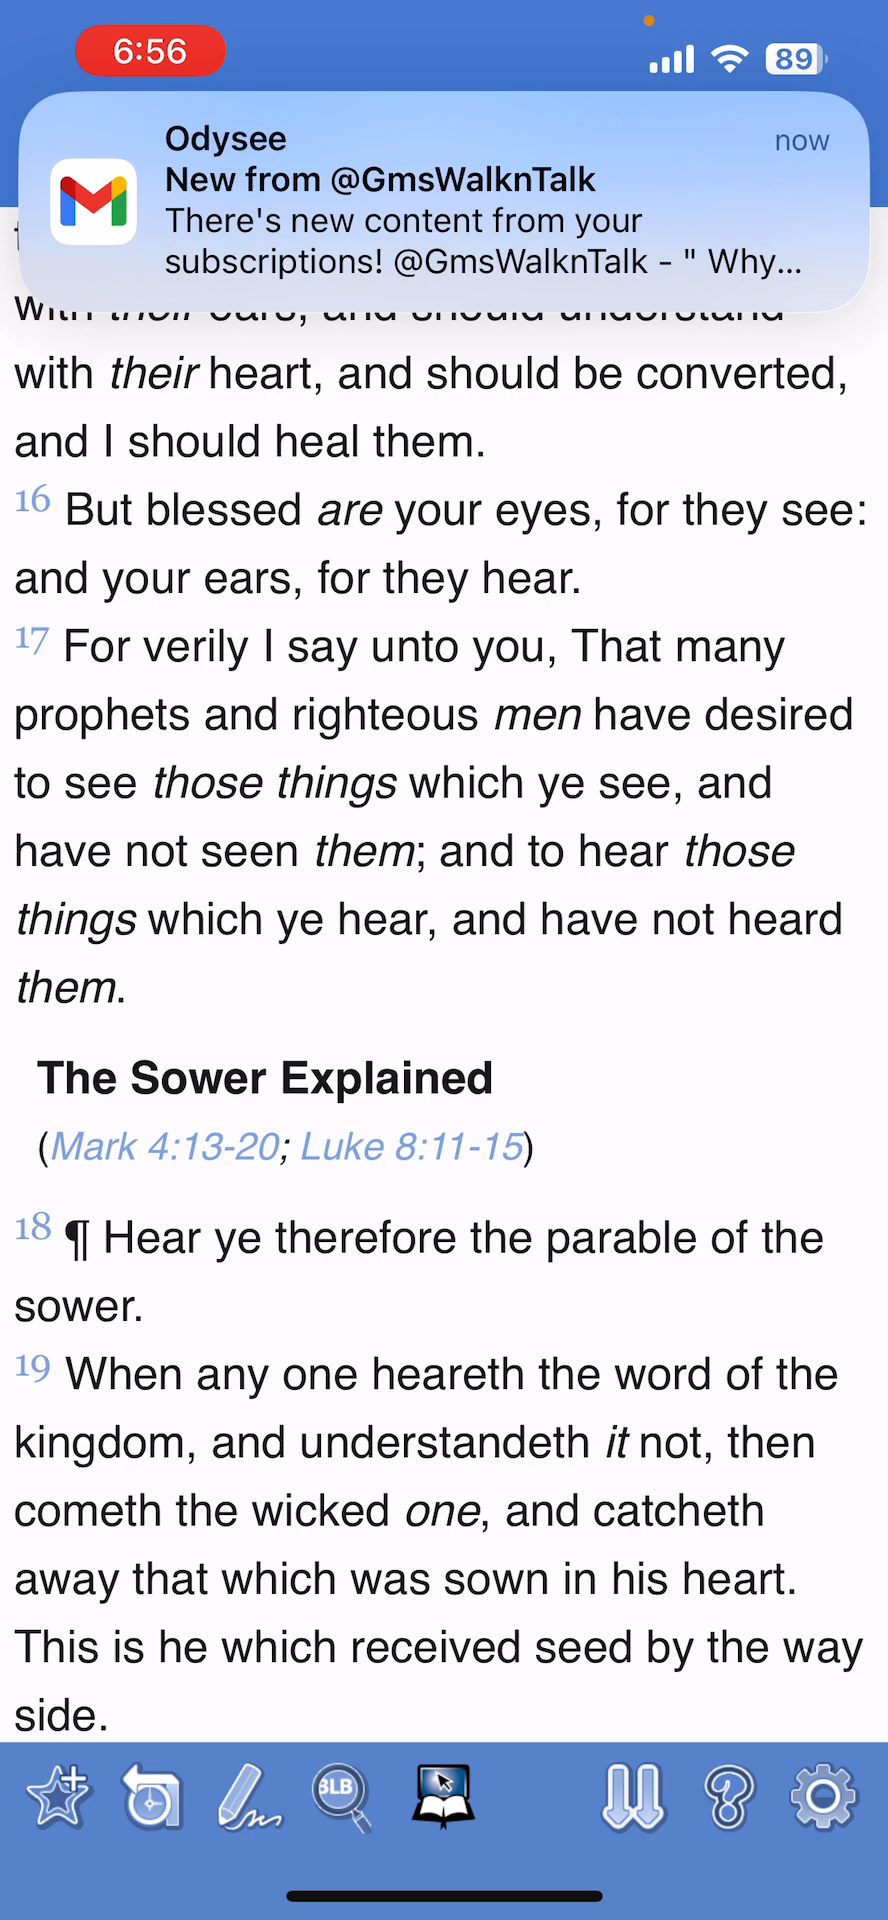 6:56
89
Odysee
now
New from @GmsWalknTalk
There's new content from your
subscriptions! @GmsWalknTalk - " Why...
with their ears, and should understand
with their heart, and should be converted,
and I should heal them.
16 But blessed are your eyes, for they see:
and your ears, for they hear.
17 For verily I say unto you, That many
prophets and righteous men have desired
to see those things which ye see, and
have not seen them; and to hear those
things which ye hear, and have not heard
them.
The Sower Explained
(Mark 4:13-20; Luke 8:11-15)
18 ¶ Hear ye therefore the parable of the
sower.
19 When any one heareth the word of the
kingdom, and understandeth it not, then
cometh the wicked one, and catcheth
away that which was sown in his heart.
This is he which received seed by the way
side.
BLB